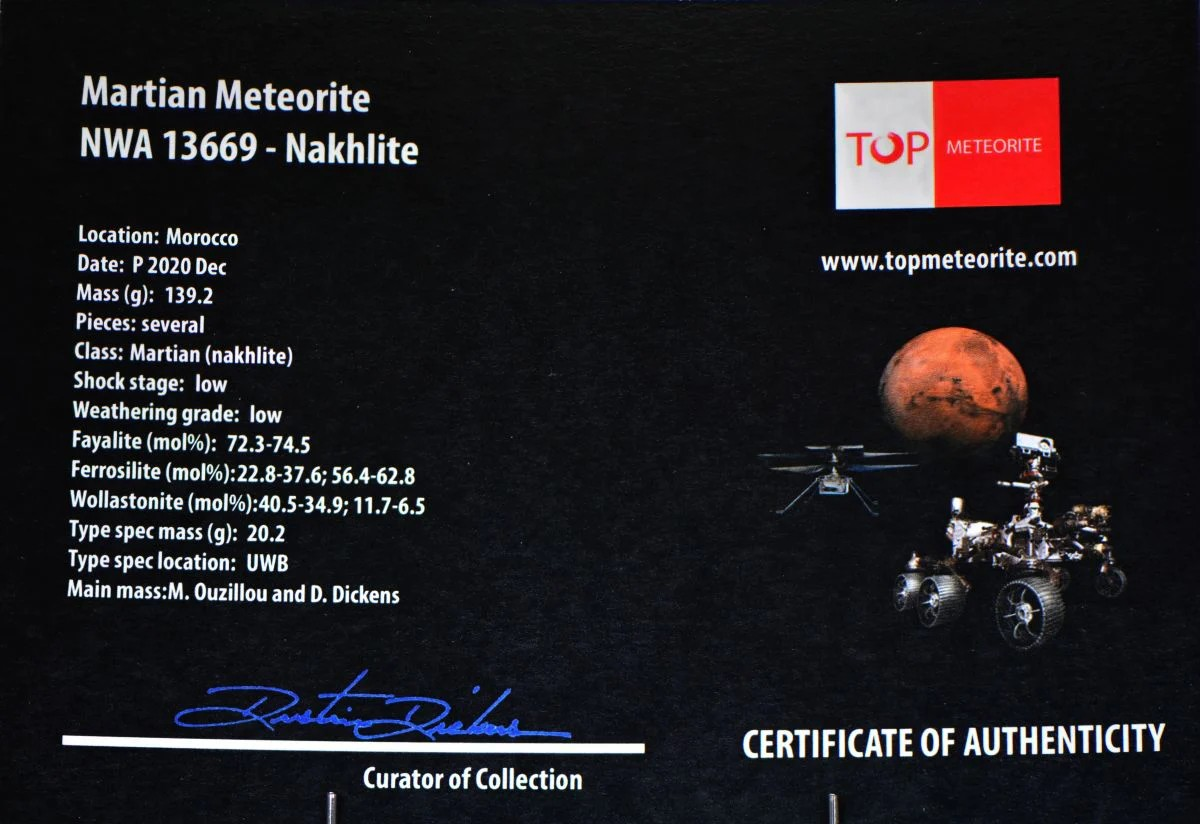 Martian Meteorite
NWA 13669 - Nakhlite
Location: Morocco
Date: P 2020 Dec
Mass (g): 139.2
Pieces: several
Class: Martian (nakhlite)
Shock stage: low
Weathering grade: low
Fayalite (mol%): 72.3-74.5
Ferrosilite (mol%):22.8-37.6; 56.4-62.8
Wollastonite (mol%):40.5-34.9; 11.7-6.5
Type spec mass (g): 20.2
Type spec location: UWB
Main mass:M. Ouzillou and D. Dickens
Dustin Dickens
Curator of Collection
TOP METEORITE
www.topmeteorite.com
CERTIFICATE OF AUTHENTICITY